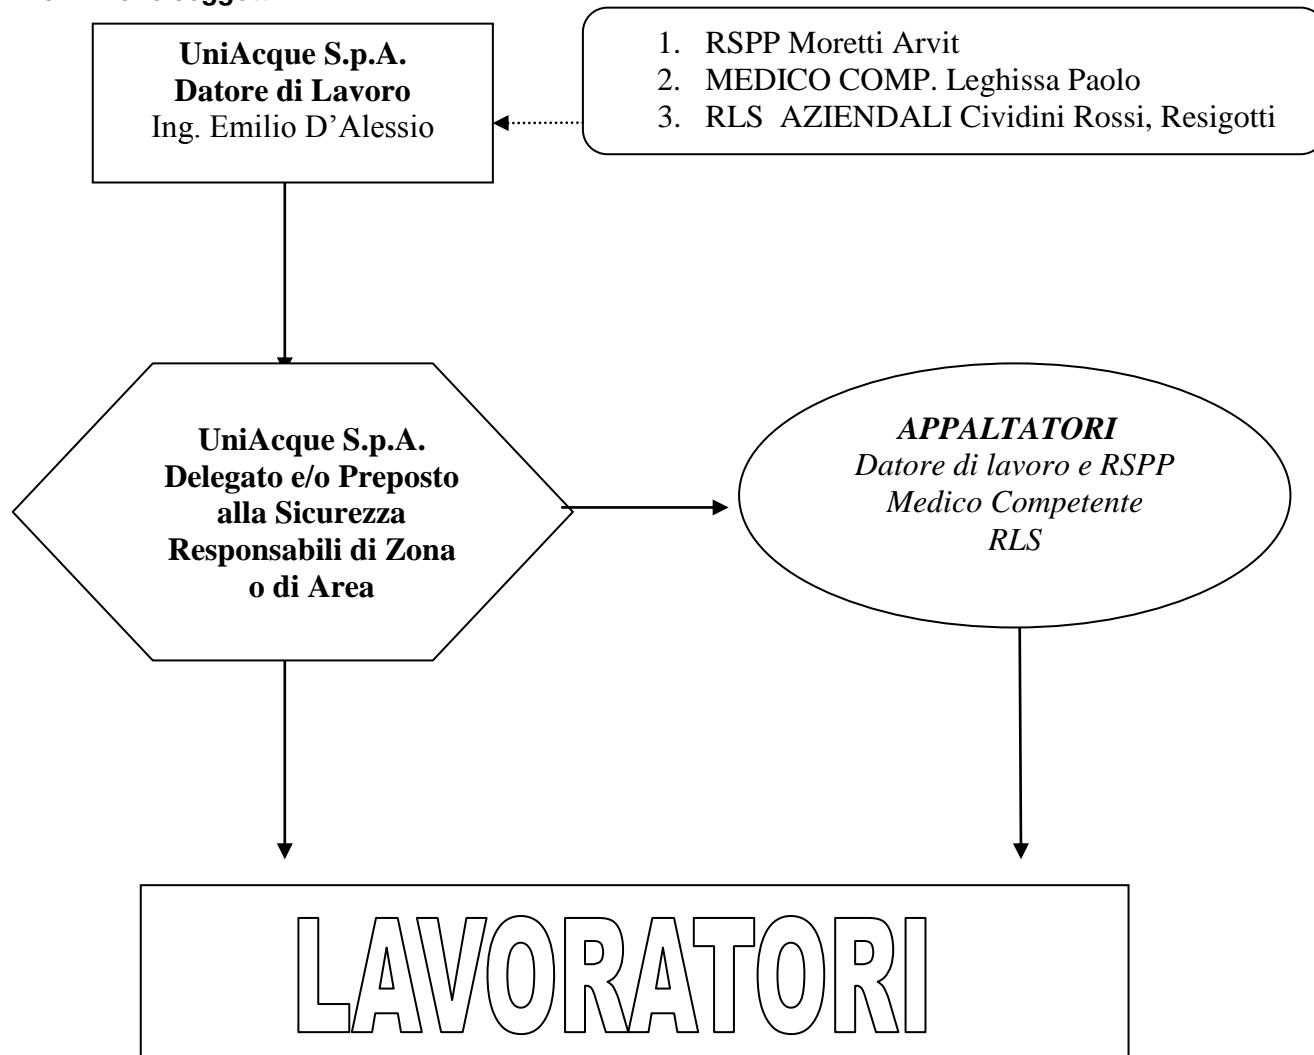 UniAcque S.p.A.
Datore di Lavoro
Ing. Emilio D’Alessio
1. RSPP Moretti Arvit
2. MEDICO COMP. Leghissa Paolo
3. RLS AZIENDALI Cividini Rossi, Resigotti
UniAcque S.p.A.
Delegato e/o Preposto
alla Sicurezza
Responsabili di Zona
o di Area
APPALTATORI
Datore di lavoro e RSPP
Medico Competente
RLS
LAVORATORI